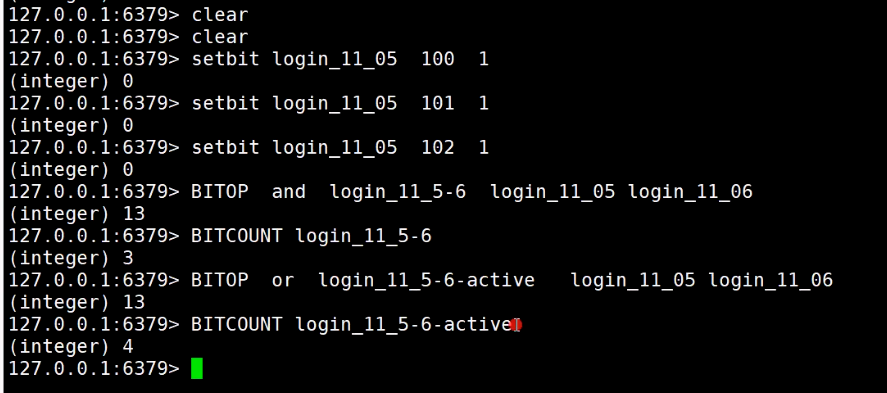 127.0.0.1:6379> clear
127.0.0.1:6379> clear
127.0.0.1:6379> setbit login_11_05  100  1
(integer) 0
127.0.0.1:6379> setbit login_11_05  101  1
(integer) 0
127.0.0.1:6379> setbit login_11_05  102  1
(integer) 0
127.0.0.1:6379> BITOP  and  login_11_5-6  login_11_05 login_11_06
(integer) 13
127.0.0.1:6379> BITCOUNT login_11_5-6
(integer) 3
127.0.0.1:6379> BITOP  or  login_11_5-6-active   login_11_05 login_11_06
(integer) 13
127.0.0.1:6379> BITCOUNT login_11_5-6-active
(integer) 4
127.0.0.1:6379>